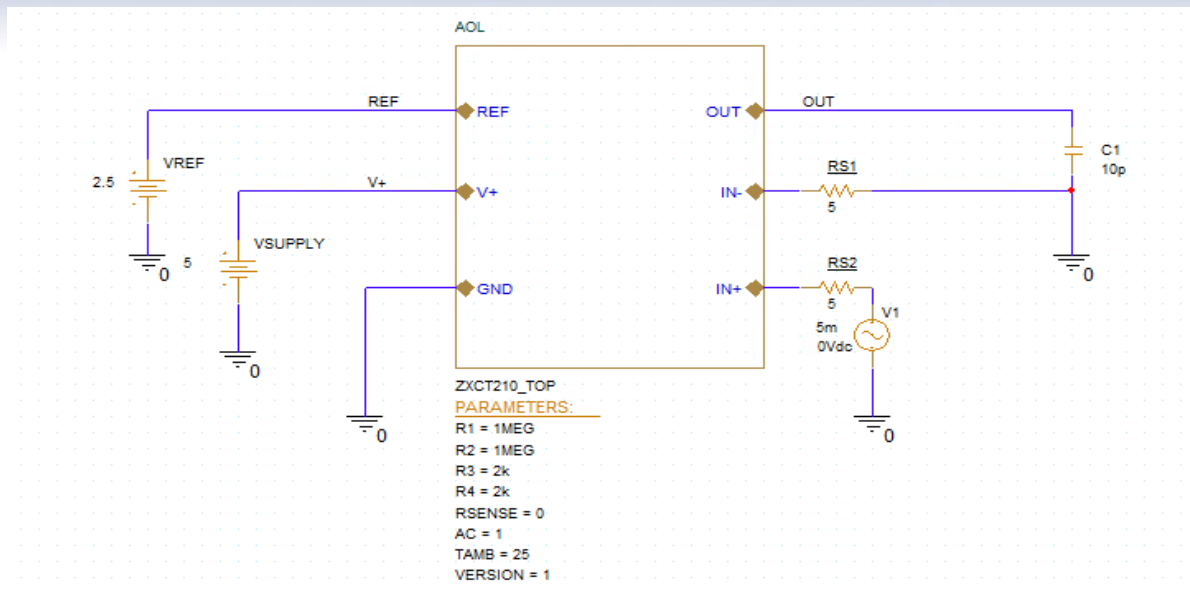 AOL
REF
REF
OUT
OUT
VREF
2.5
C1
10p
V+
V+
IN-
RS1
5
VSUPPLY
5
0
0
0
GND
IN+
RS2
5
V1
5m
0Vdc
0
ZXCT210_TOP
PARAMETERS:
0
0
R1 = 1MEG
R2 = 1MEG
R3 = 2k
R4 = 2k
RSENSE = 0
AC = 1
TAMB = 25
VERSION = 1